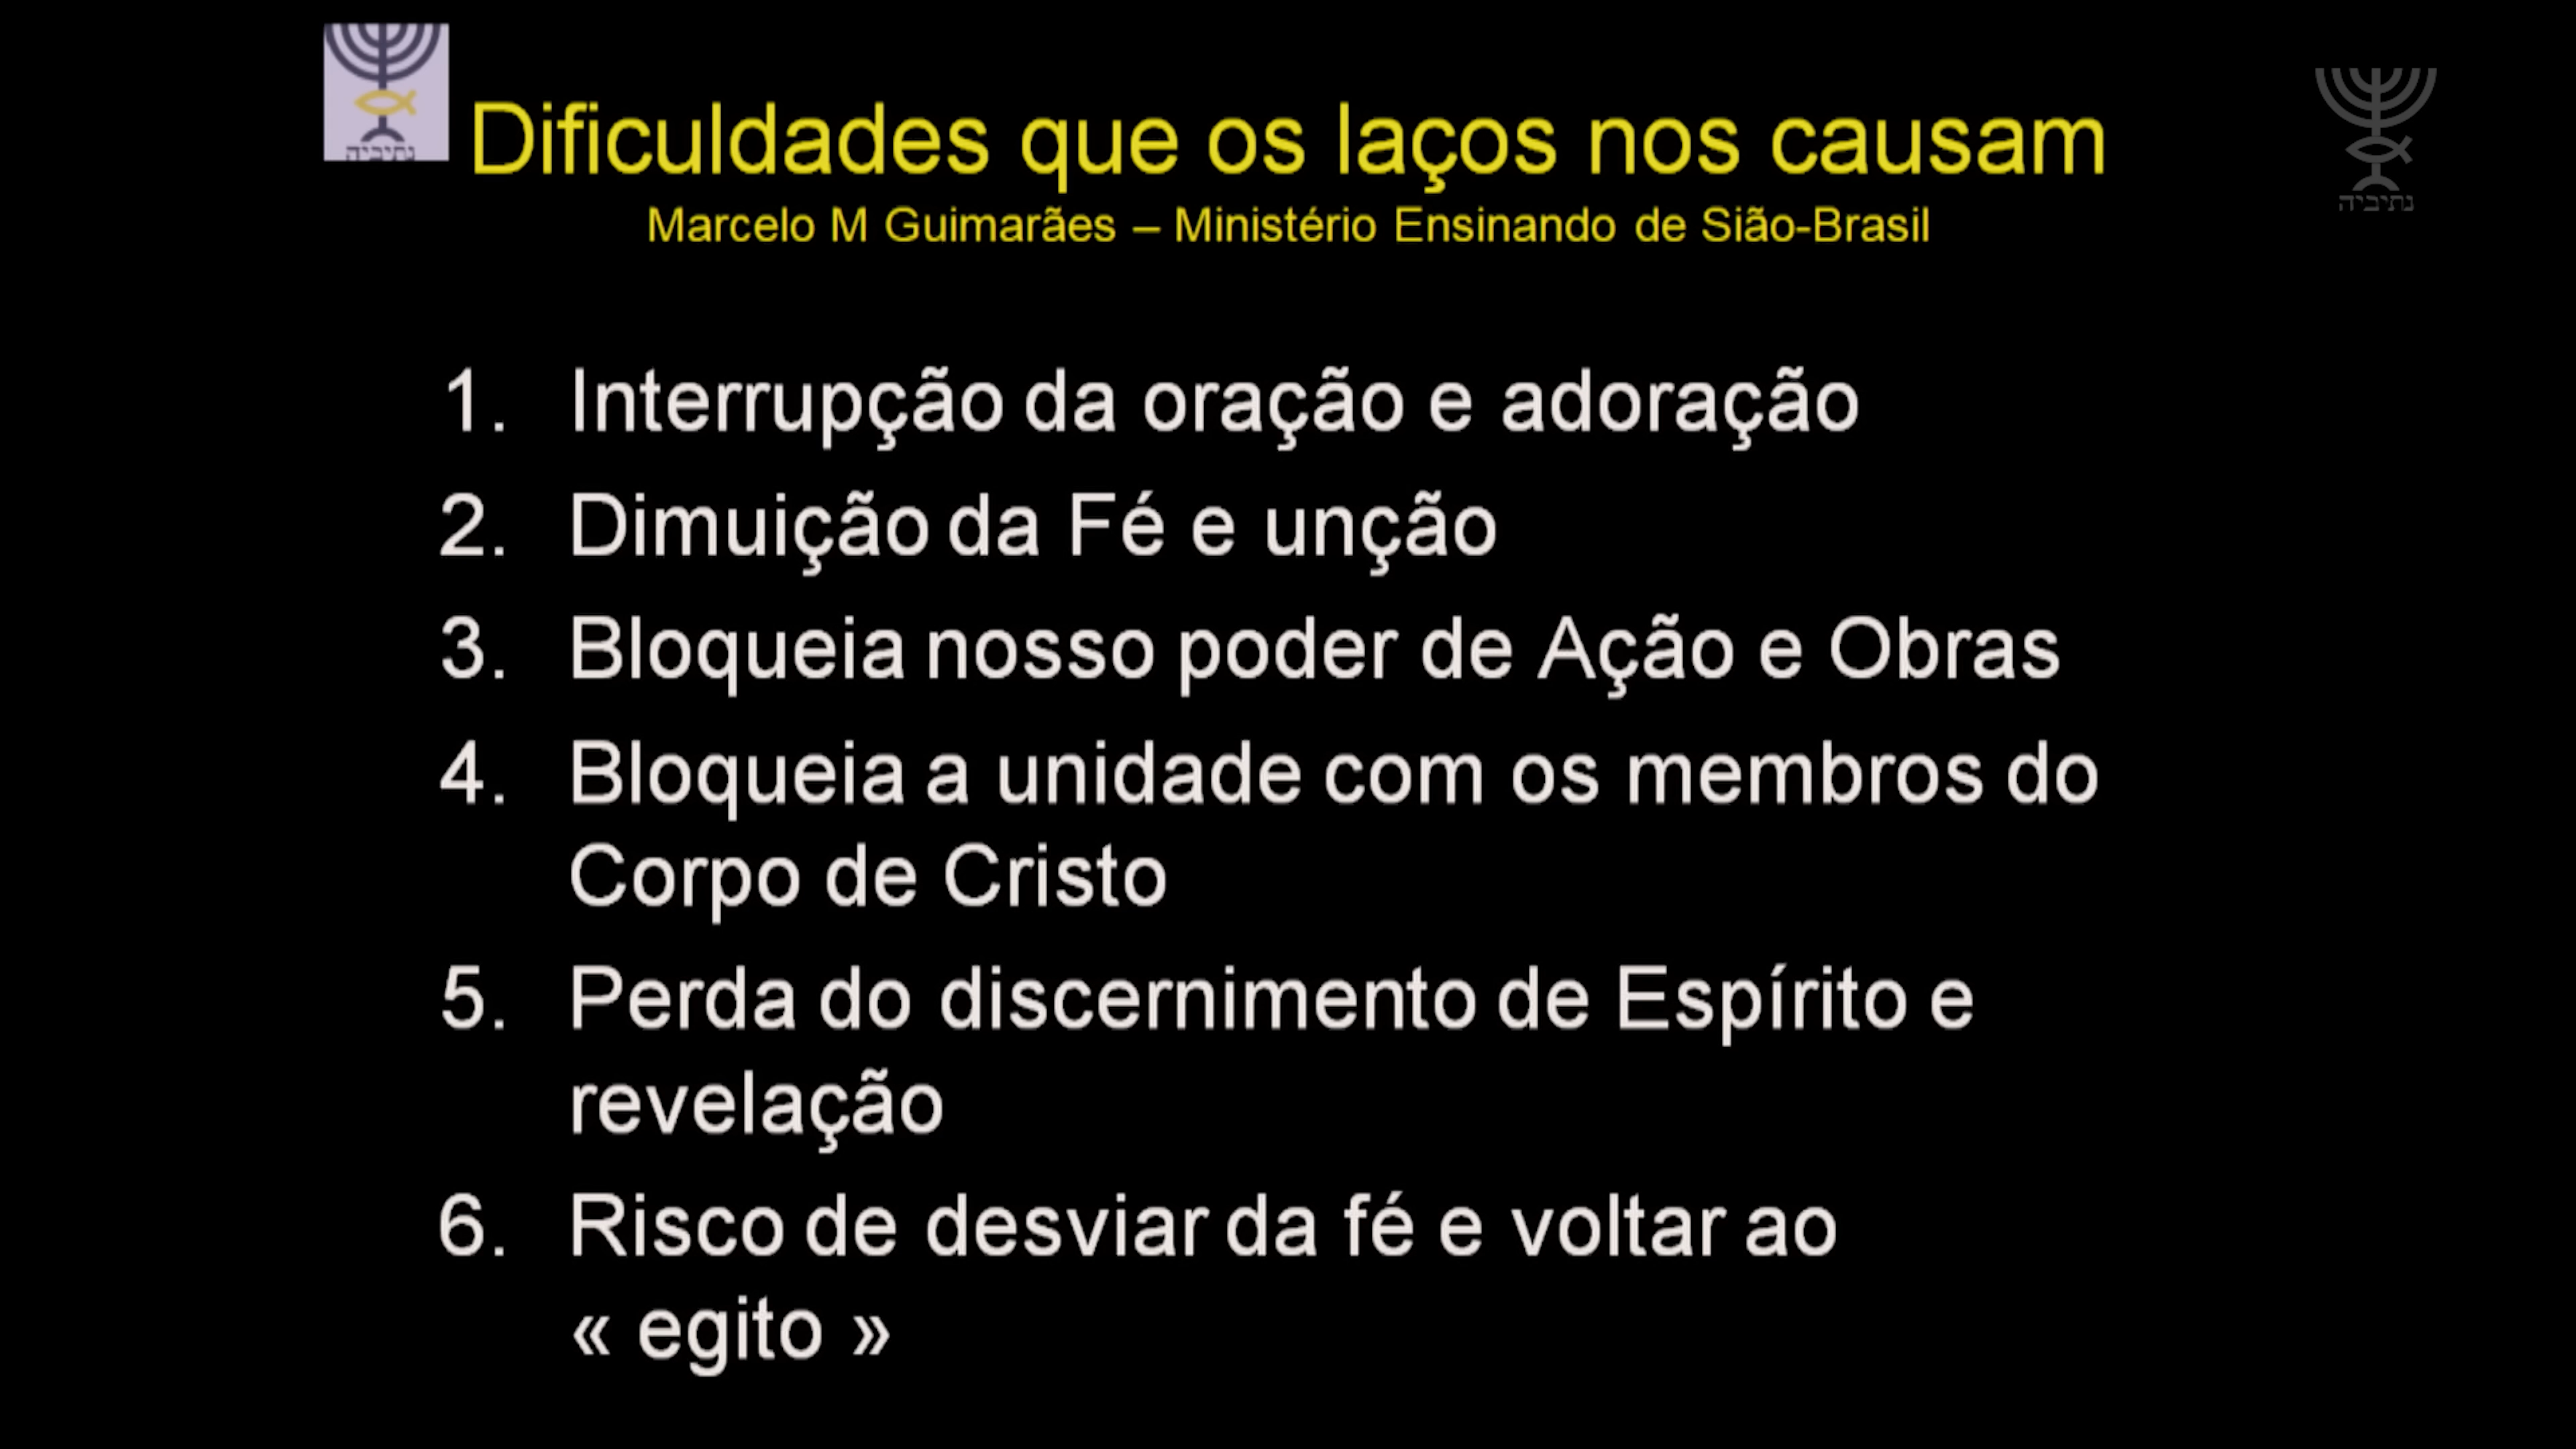 Dificuldades que os laços nos causam
Marcelo M Guimarães – Ministério Ensinando de Sião-Brasil
1. Interrupção da oração e adoração
2. Dimuição da Fé e unção
3. Bloqueia nosso poder de Ação e Obras
4. Bloqueia a unidade com os membros do
Corpo de Cristo
5. Perda do discernimento de Espírito e
revelação
6. Risco de desviar da fé e voltar ao
« egito »
נתיביה
נתיביה